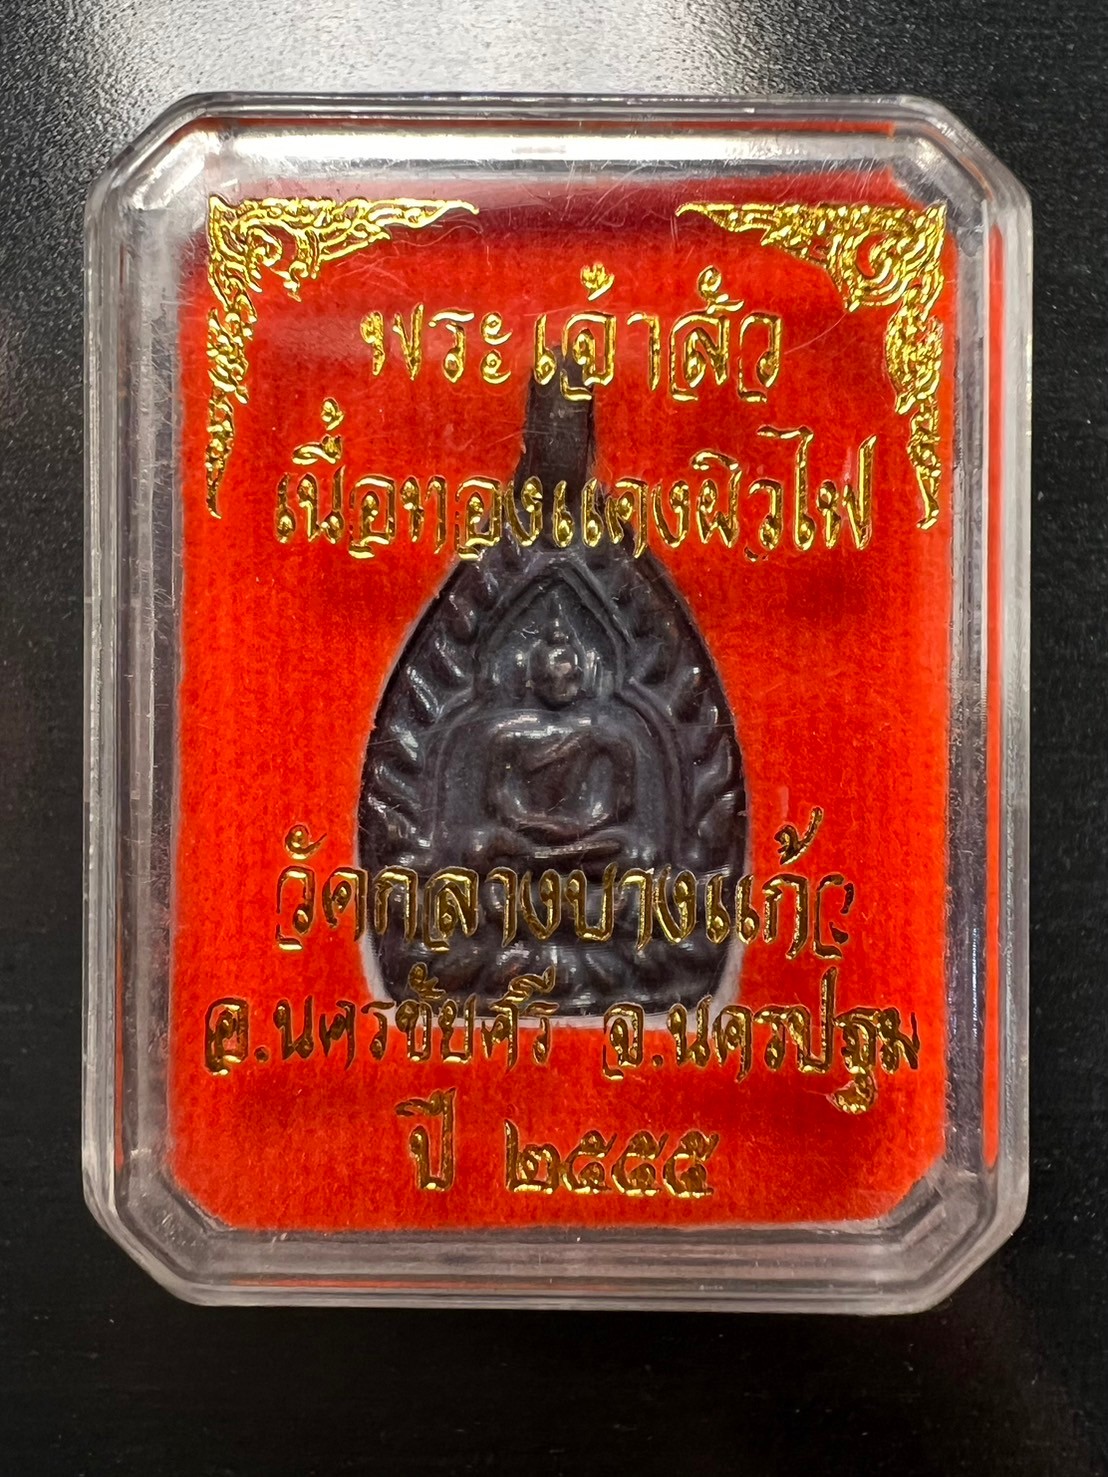 พระเจ้าสัว
เนื้อทองแดงผิวไฟ
วัดกลางบางแก้ว
อ.นครชัยศรี จ.นครปฐม
ปี ๒๕๕๕